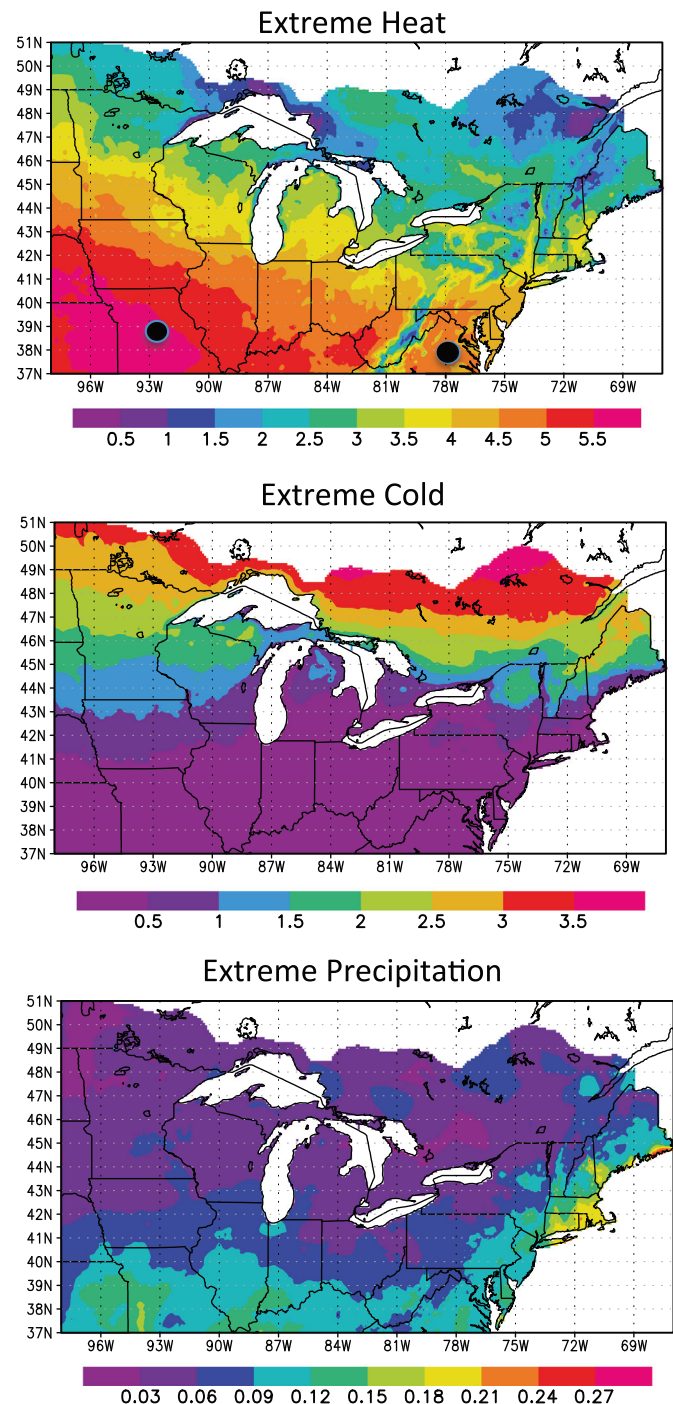 Extreme Heat
51N
50N
49N
48N
47N
46N
45N
44N
43N
42N
41N
40N
39N
38N
37N
96W 93W 90W 87W 84W 81W 78W 75W 72W 69W
0.5 1 1.5 2 2.5 3 3.5 4 4.5 5 5.5
Extreme Cold
51N
50N
49N
48N
47N
46N
45N
44N
43N
42N
41N
40N
39N
38N
37N
96W 93W 90W 87W 84W 81W 78W 75W 72W 69W
0.5 1 1.5 2 2.5 3 3.5
Extreme Precipitation
51N
50N
49N
48N
47N
46N
45N
44N
43N
42N
41N
40N
39N
38N
37N
96W 93W 90W 87W 84W 81W 78W 75W 72W 69W
0.03 0.06 0.09 0.12 0.15 0.18 0.21 0.24 0.27